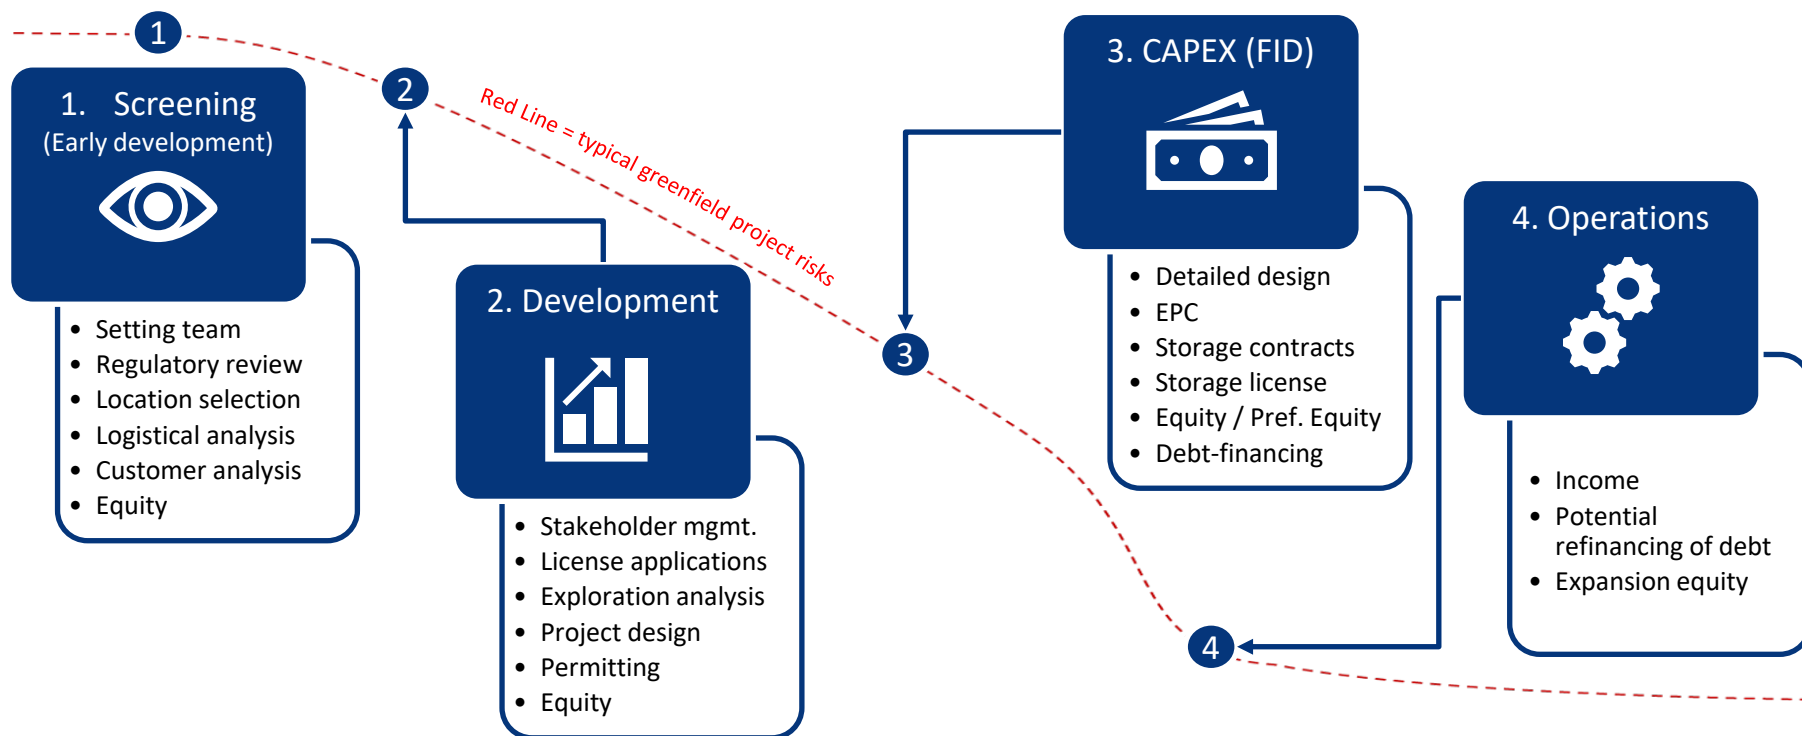 1
1. Screening
(Early development)
• Setting team
• Regulatory review
• Location selection
• Logistical analysis
• Customer analysis
• Equity
2
Red Line = typical greenfield project risks
2. Development
• Stakeholder mgmt.
• License applications
• Exploration analysis
• Project design
• Permitting
• Equity
3
3. CAPEX (FID)
• Detailed design
• EPC
• Storage contracts
• Storage license
• Equity / Pref. Equity
• Debt-financing
4
4. Operations
• Income
• Potential
refinancing of debt
• Expansion equity